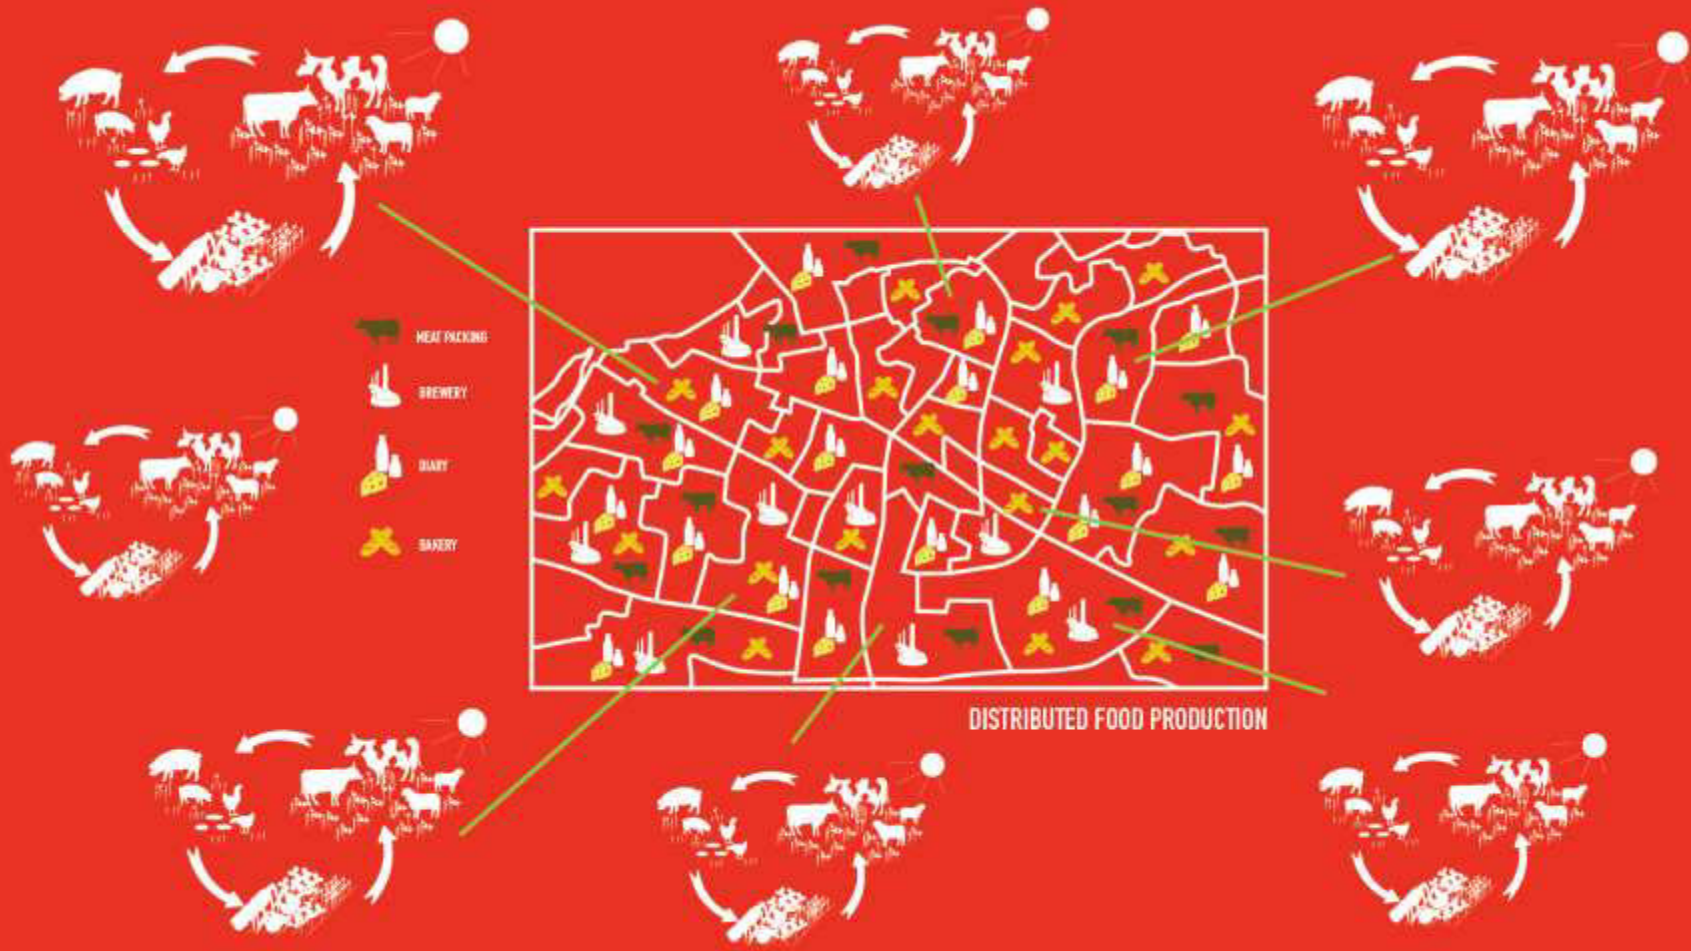 MEAT PACKING
BREWERY
DIARY
BAKERY
DISTRIBUTED FOOD PRODUCTION